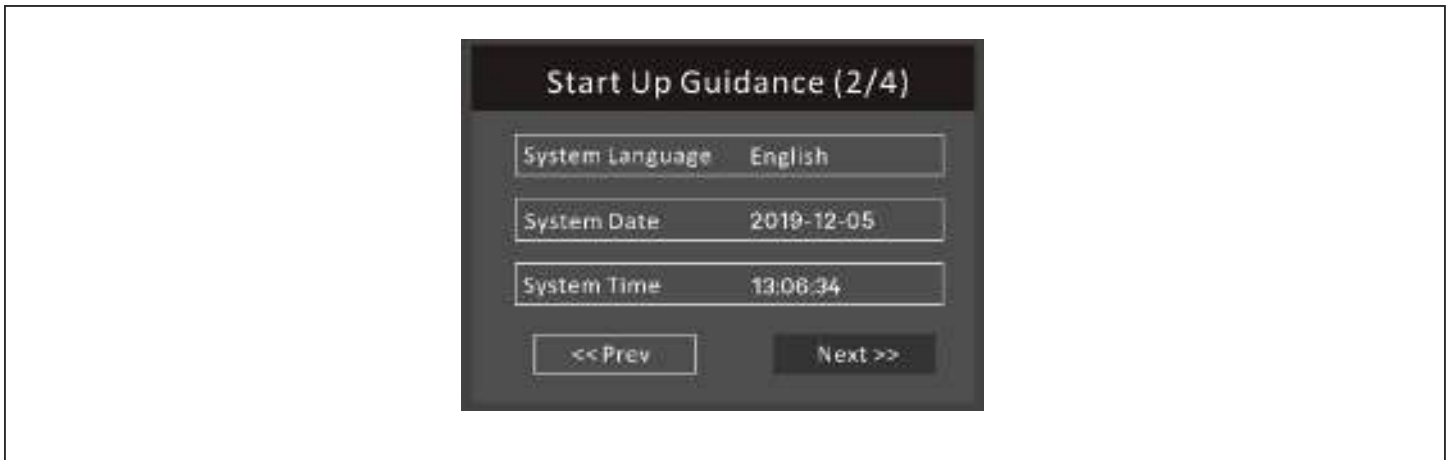 Start Up Guidance (2/4)
System Language English
System Date 2019-12-05
System Time 13:06:34
<< Prev Next >>